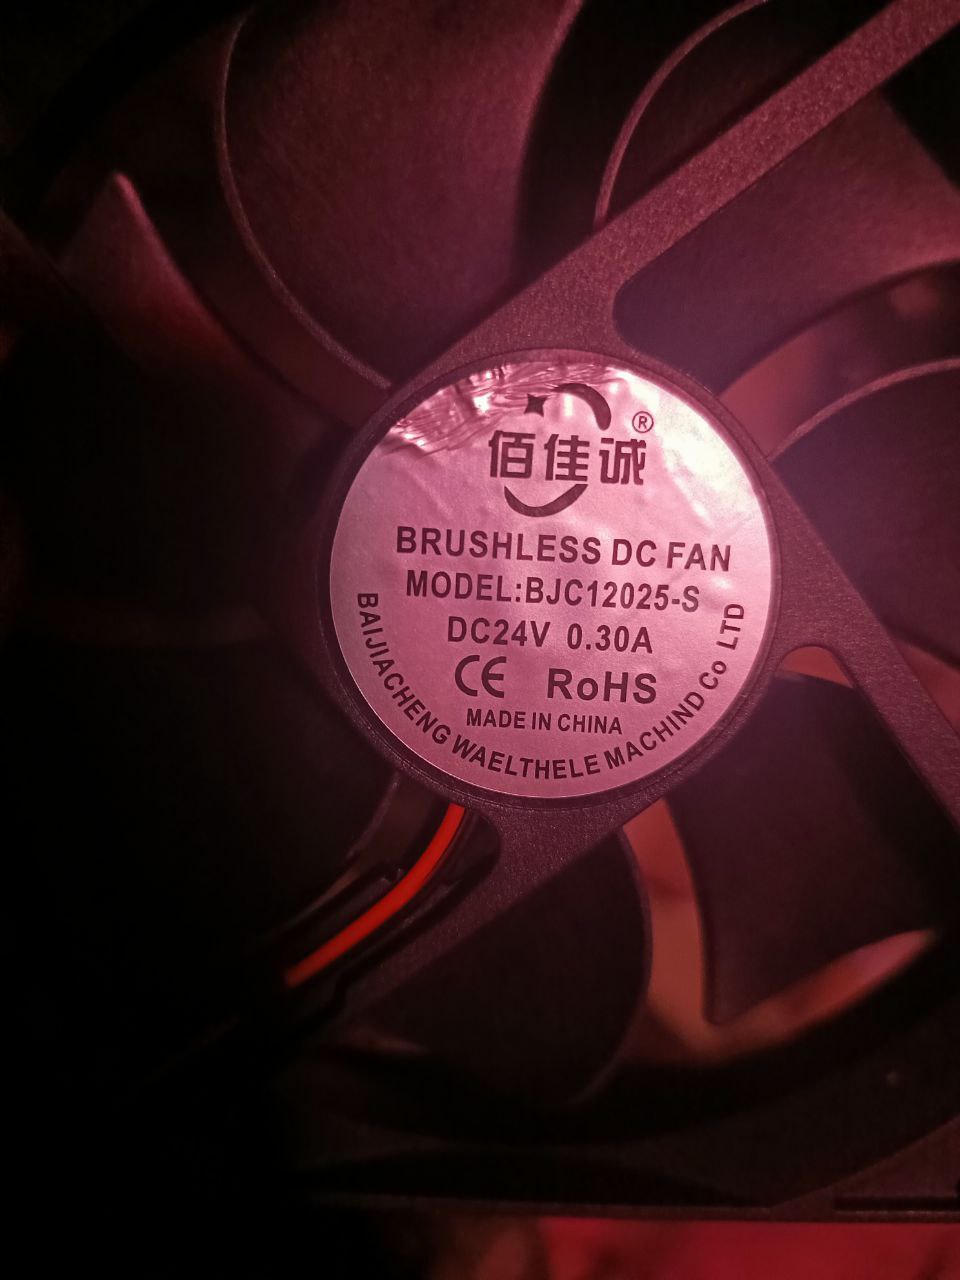 佰佳诚®
BRUSHLESS DC FAN
MODEL:BJC12025-S
DC24V 0.30A
CE RoHS
MADE IN CHINA
BAIJIACHENG WAELTHELE MACHIND Co LTD